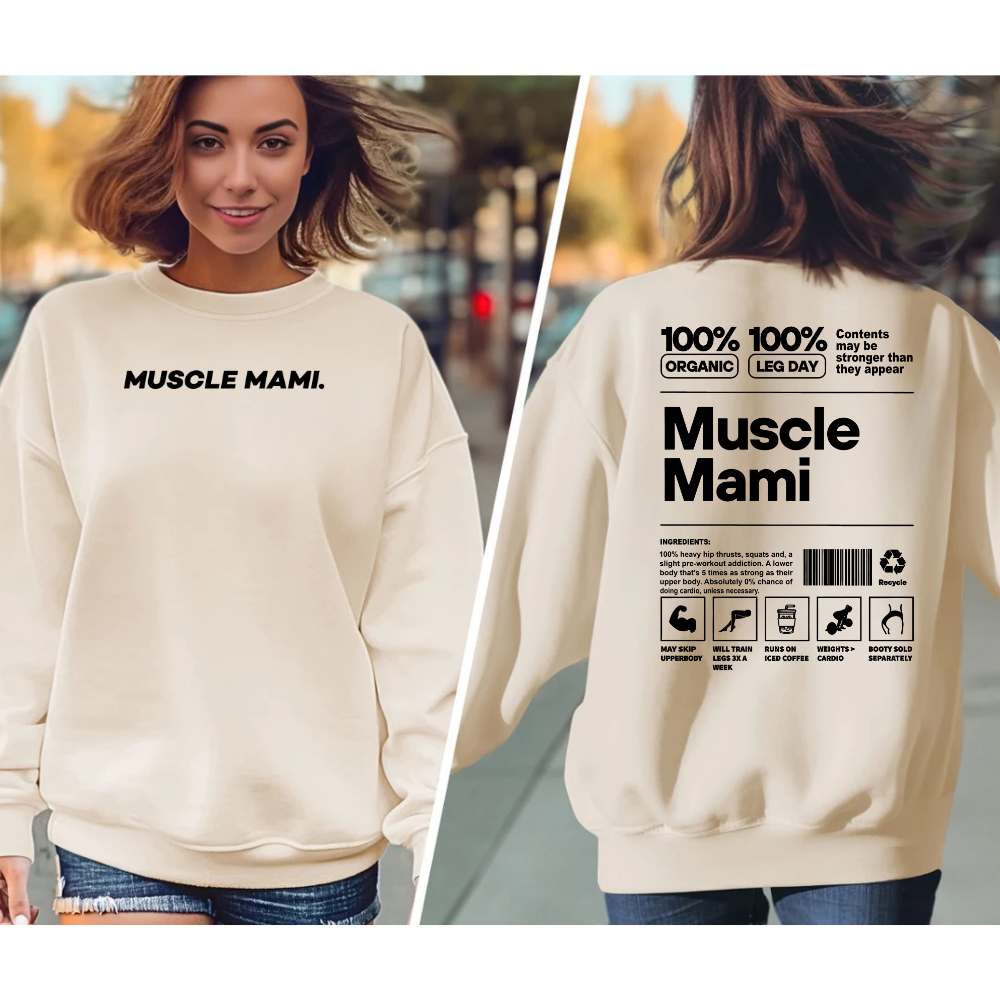 MUSCLE MAMI.
100% 100%
ORGANIC LEG DAY
Contents
may be
stronger than
they appear
Muscle
Mami
INGREDIENTS:
100% heavy hip thrusts, squats and, a
slight pre-workout addiction. A lower
body that's 5 times as strong as their
upper body. Absolutely 0% chance of
doing cardio, unless necessary.
Recycle
MAY SKIP
UPPERBODY
WILL TRAIN
LEGS 3X A
WEEK
RUNS ON
ICED COFFEE
WEIGHTS >
CARDIO
BOOTY SOLD
SEPARATELY